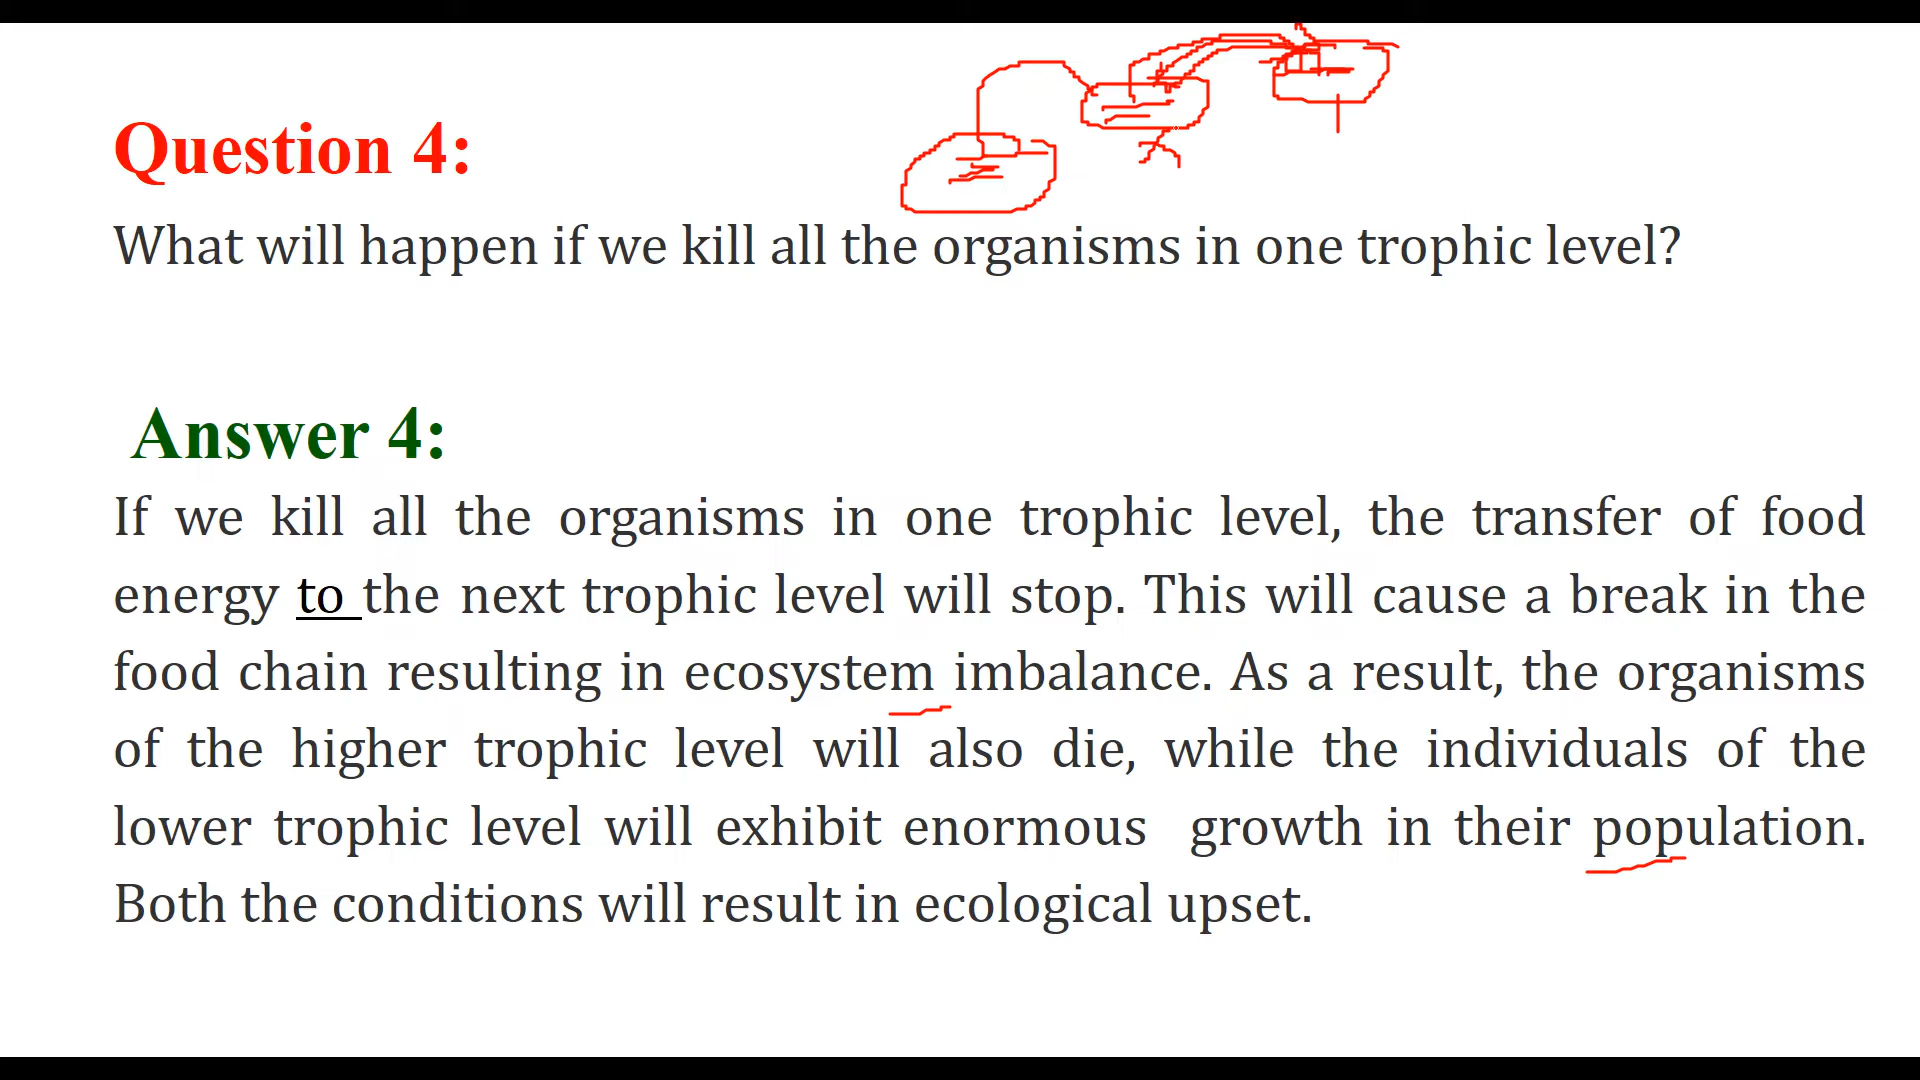 Question 4:
What will happen if we kill all the organisms in one trophic level?
Answer 4:
If we kill all the organisms in one trophic level, the transfer of food
energy to the next trophic level will stop. This will cause a break in the
food chain resulting in ecosystem imbalance. As a result, the organisms
of the higher trophic level will also die, while the individuals of the
lower trophic level will exhibit enormous growth in their population.
Both the conditions will result in ecological upset.